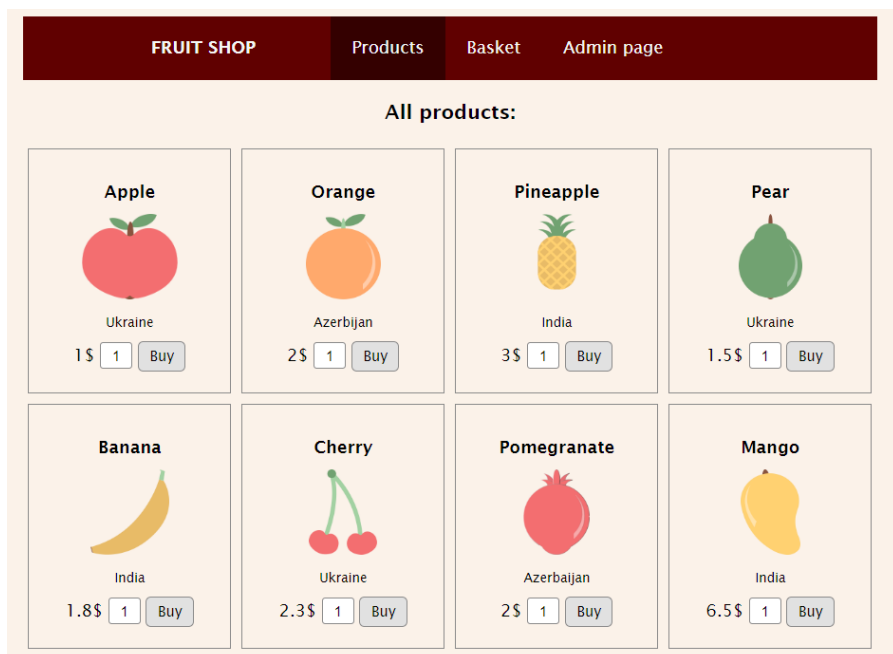 FRUIT SHOP Products Basket Admin page
All products:
Apple Orange Pineapple Pear
Ukraine Azerbijan India Ukraine
1$ 1 Buy 2$ 1 Buy 3$ 1 Buy 1.5$ 1 Buy
Banana Cherry Pomegranate Mango
India Ukraine Azerbaijan India
1.8$ 1 Buy 2.3$ 1 Buy 2$ 1 Buy 6.5$ 1 Buy